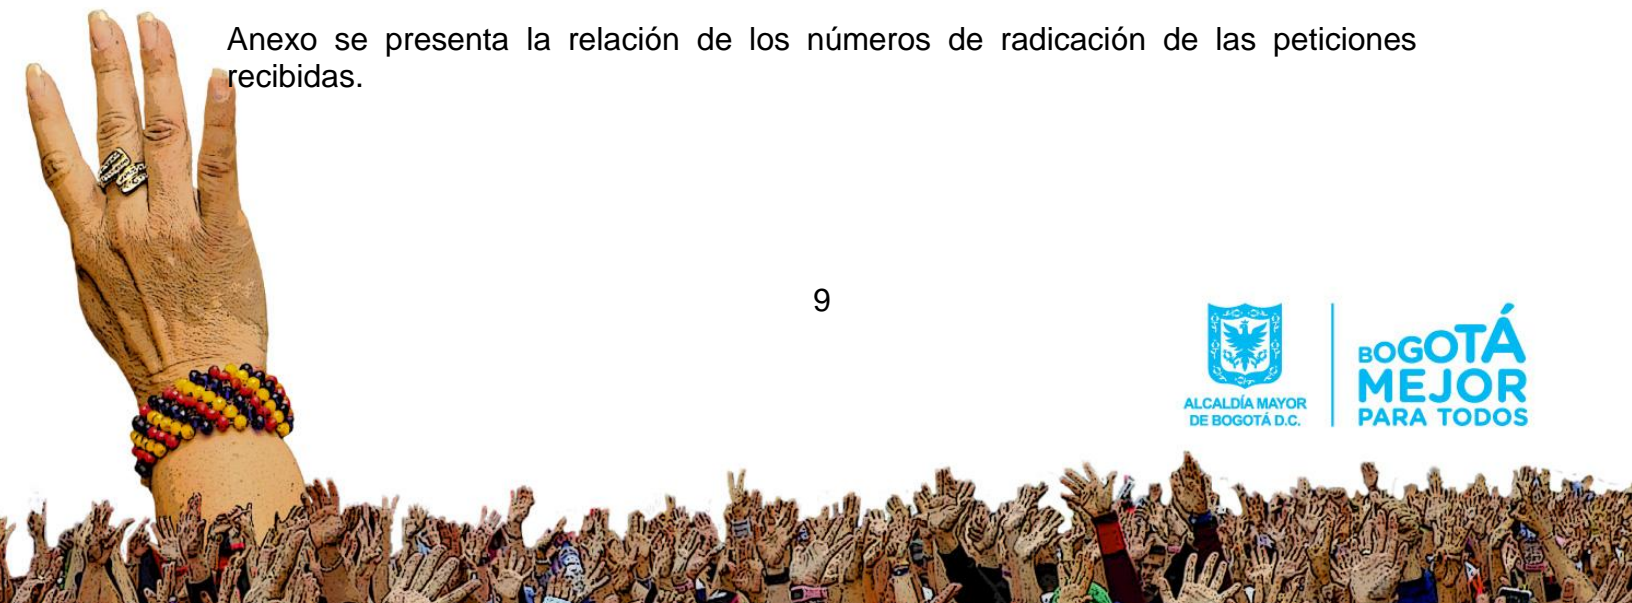 Anexo se presenta la relación de los números de radicación de las peticiones
recibidas.
9
ALCALDÍA MAYOR
DE BOGOTÁ D.C.
BOGOTÁ
MEJOR
PARA TODOS